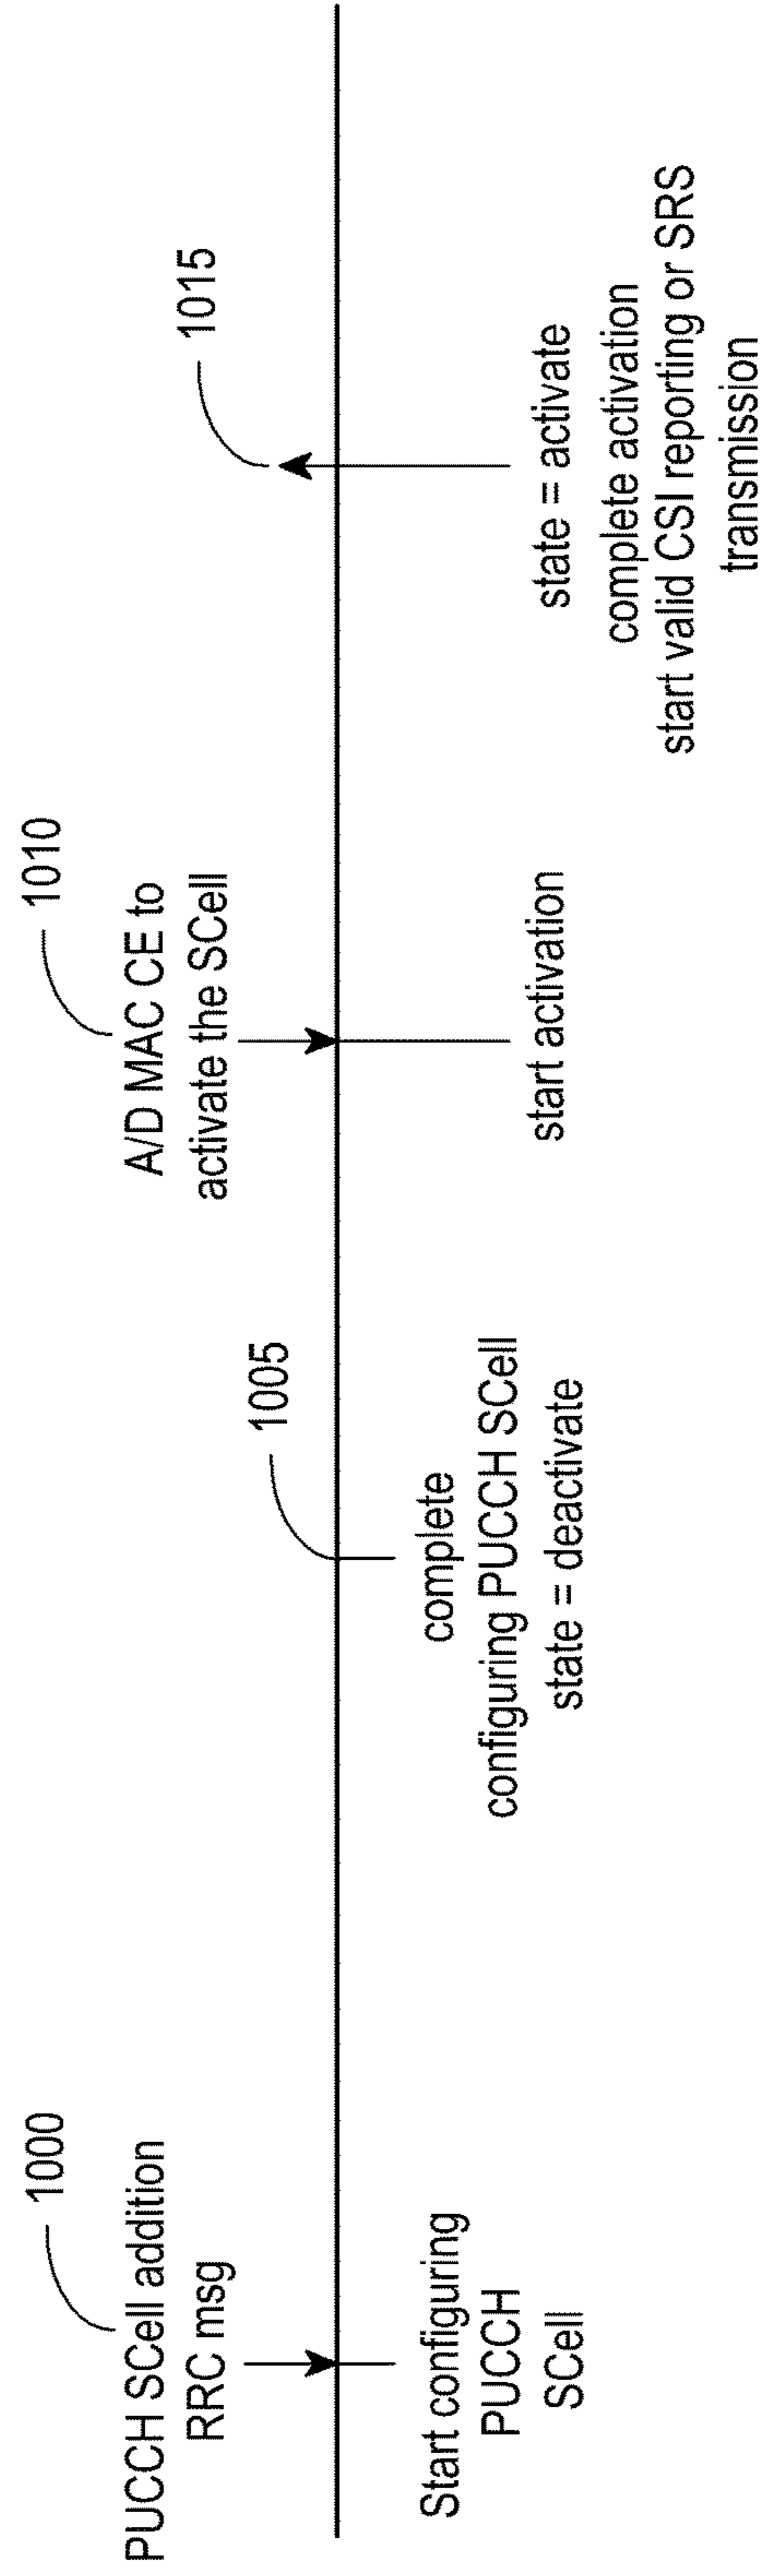 1000
PUCCH SCell addition
RRC msg
Start configuring
PUCCH
SCell
1005
complete
configuring PUCCH SCell
state = deactivate
1010
A/D MAC CE to
activate the SCell
start activation
1015
state = activate
complete activation
start valid CSI reporting or SRS
transmission